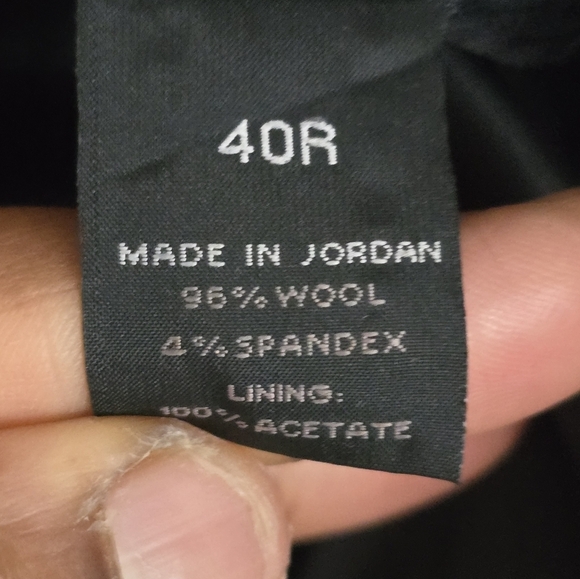 40R
MADE IN JORDAN
96% WOOL
4% SPANDEX
LINING:
100% ACETATE